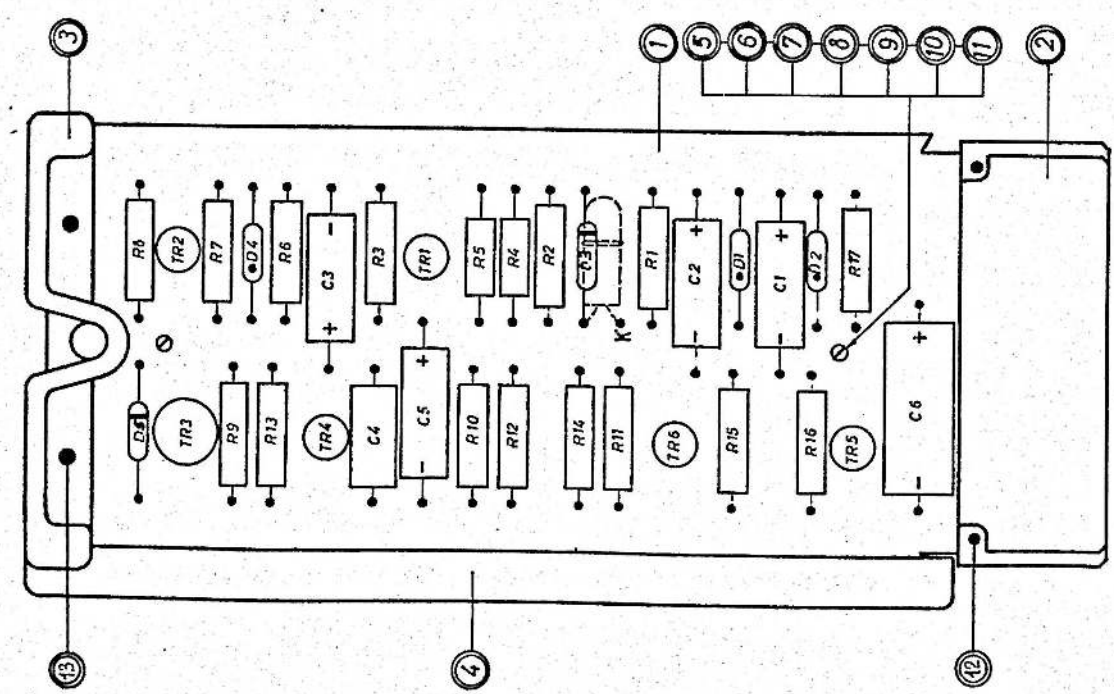 3
1
5
6
7
8
9
10
11
2
R8
TR2
R7
D4
R6
C3
+
−
R3
TR1
R5
R4
R2
K
R1
C2
+
−
D1
C1
+
−
D2
R17
D5
TR3
R9
R13
TR4
C4
C5
+
−
R10
R12
R14
R11
TR6
R15
R16
TR5
C6
+
−
13
4
12